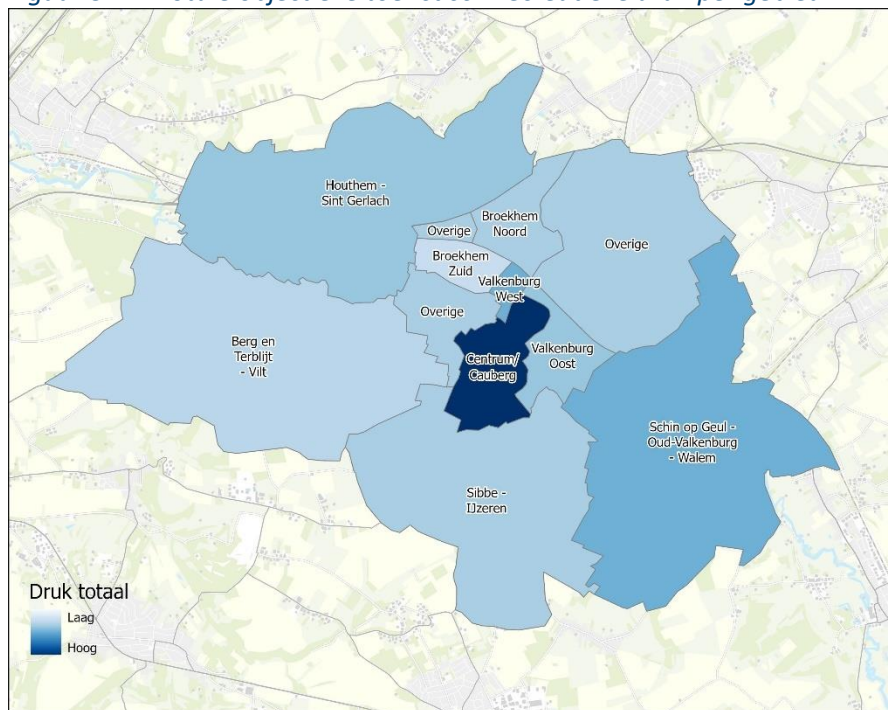 Houthem -
Sint Gerlach
Broekhem
Noord
Overige
Overige
Broekhem
Zuid
Valkenburg
West
Overige
Berg en
Terblijt
- Vilt
Centrum/
Cauberg
Valkenburg
Oost
Schin op Geul -
Oud-Valkenburg
- Walem
Sibbe -
IJzeren
Druk totaal
Laag
Hoog